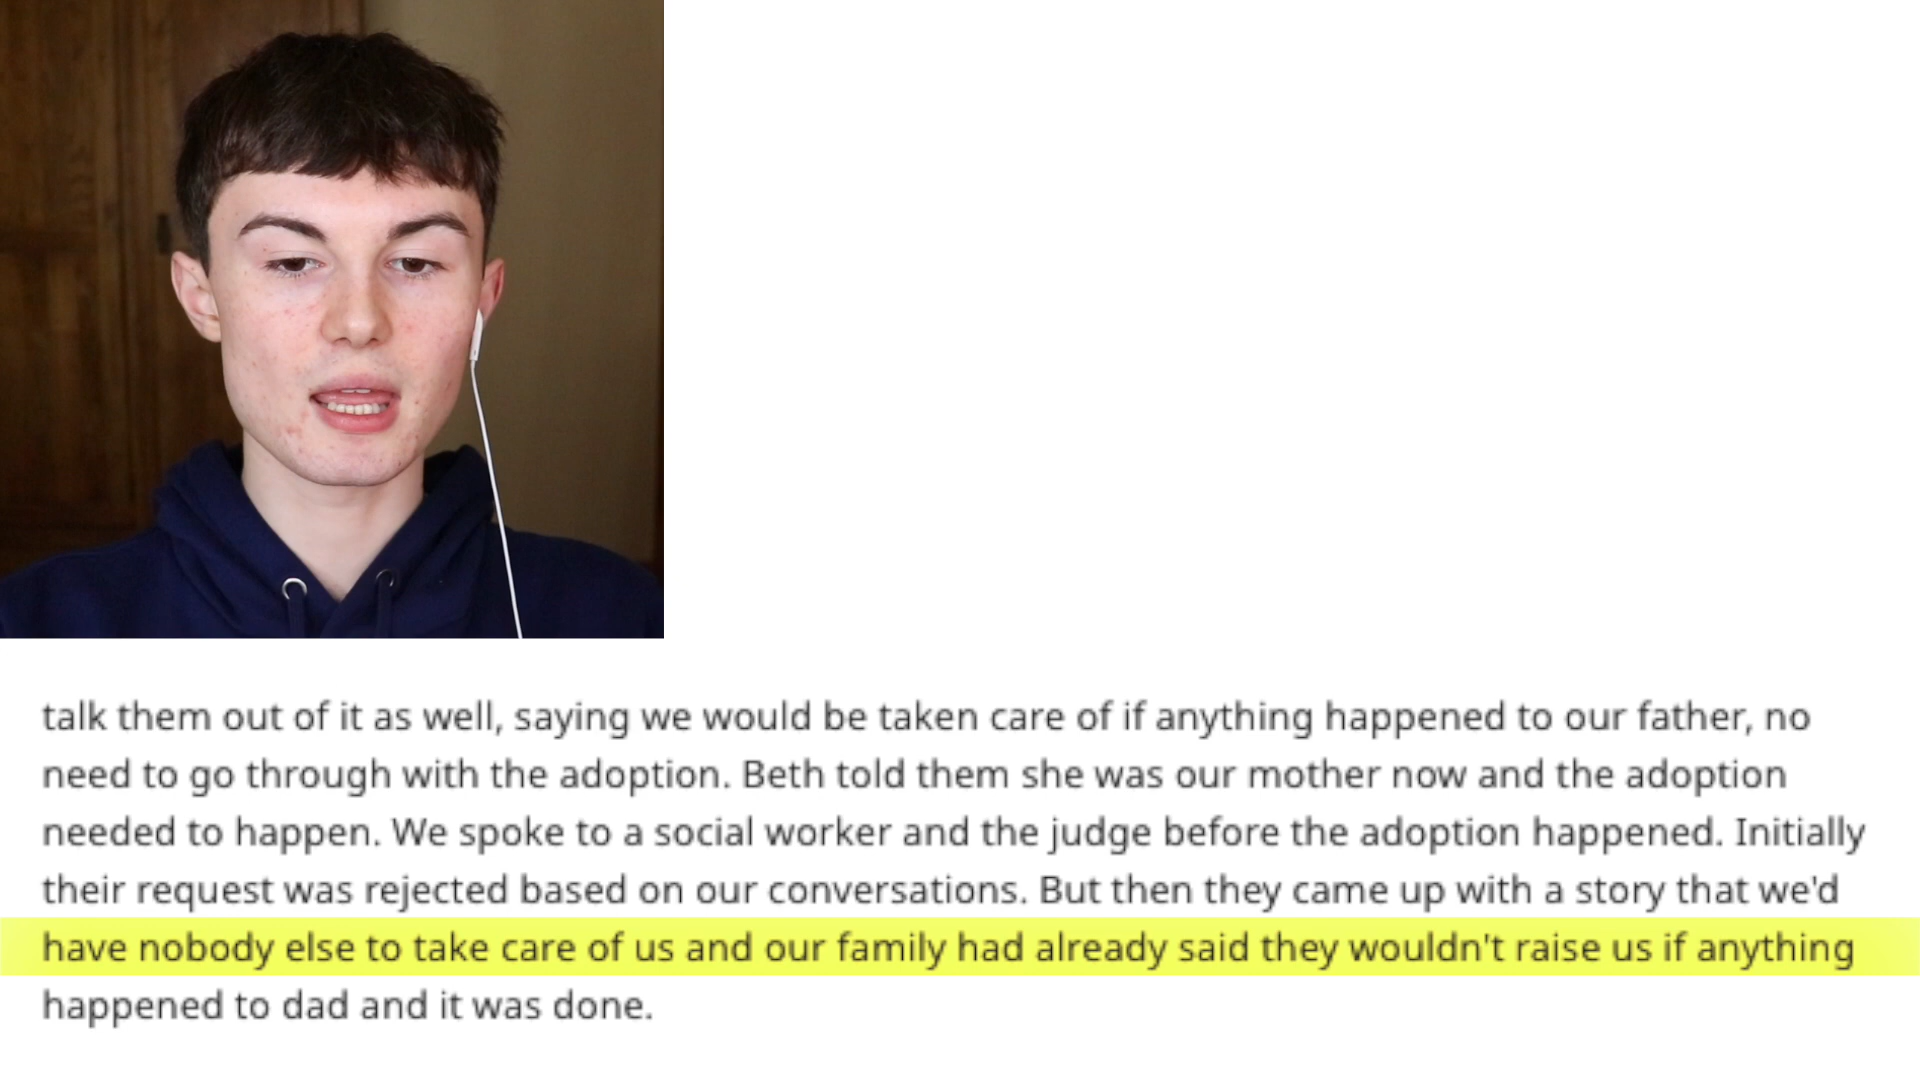 talk them out of it as well, saying we would be taken care of if anything happened to our father, no
need to go through with the adoption. Beth told them she was our mother now and the adoption
needed to happen. We spoke to a social worker and the judge before the adoption happened. Initially
their request was rejected based on our conversations. But then they came up with a story that we'd
have nobody else to take care of us and our family had already said they wouldn't raise us if anything
happened to dad and it was done.